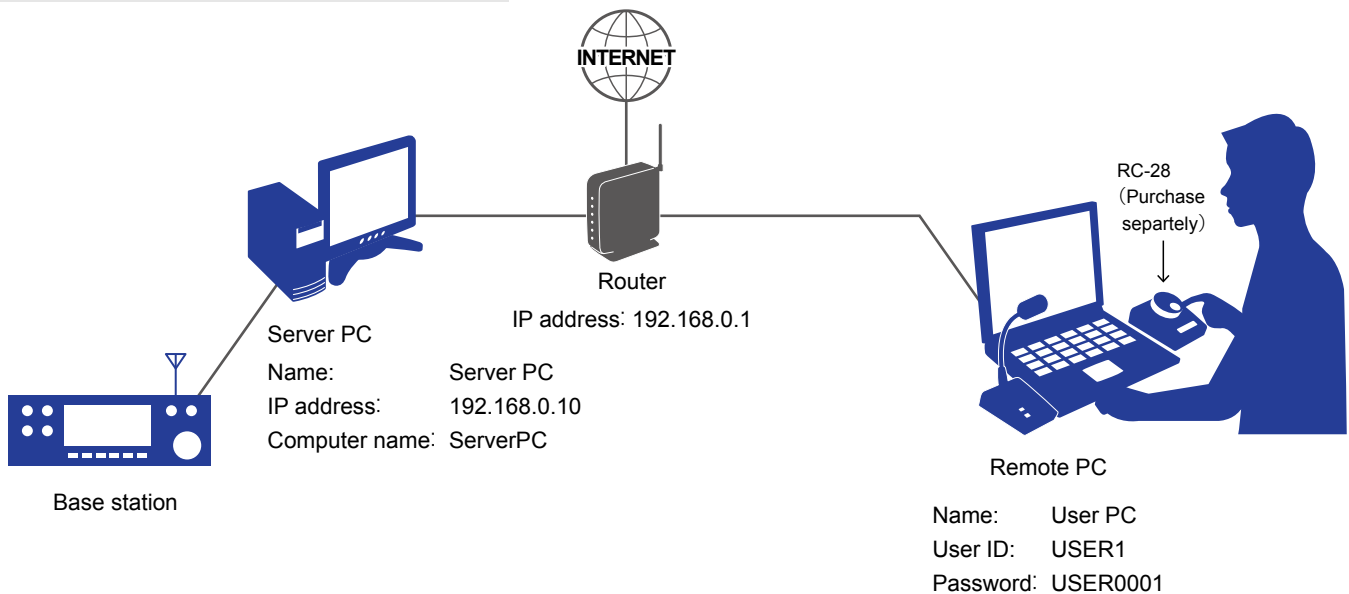 INTERNET
RC-28
（Purchase
separtely）
Router
IP address: 192.168.0.1
Server PC
Name: Server PC
IP address: 192.168.0.10
Computer name: ServerPC
Base station
Remote PC
Name: User PC
User ID: USER1
Password: USER0001